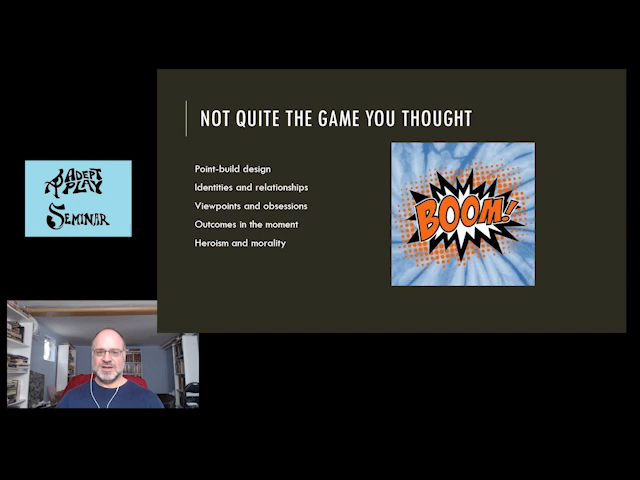 NOT QUITE THE GAME YOU THOUGHT
Point-build design
Identities and relationships
Viewpoints and obsessions
Outcomes in the moment
Heroism and morality
BOOM!
ADEPT
PLAY
SEMINAR